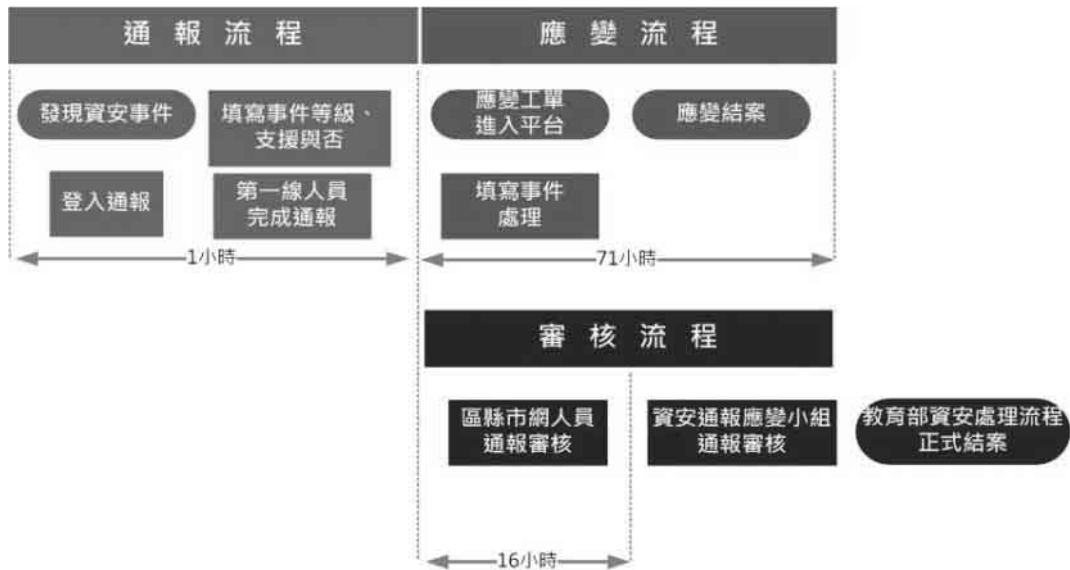 通報流程
應變流程
發現資安事件
填寫事件等級、
支援與否
登入通報
第一線人員
完成通報
1小時
應變工單
進入平台
應變結案
填寫事件
處理
71小時
審核流程
區縣市網人員
通報審核
資安通報應變小組
通報審核
教育部資安處理流程
正式結案
16小時